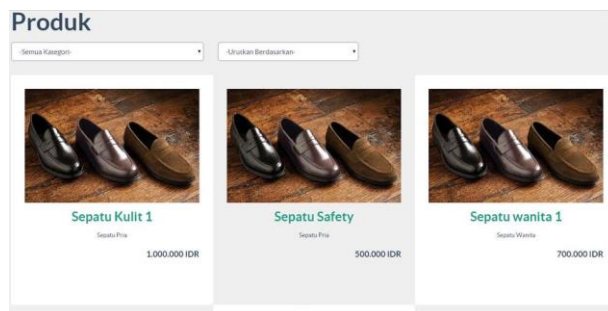 Produk
-Semua Kategori-
-Urutkan Berdasarkan-
Sepatu Kulit 1
Sepatu Pria
1.000.000 IDR
Sepatu Safety
Sepatu Pria
500.000 IDR
Sepatu wanita 1
Sepatu Wanita
700.000 IDR